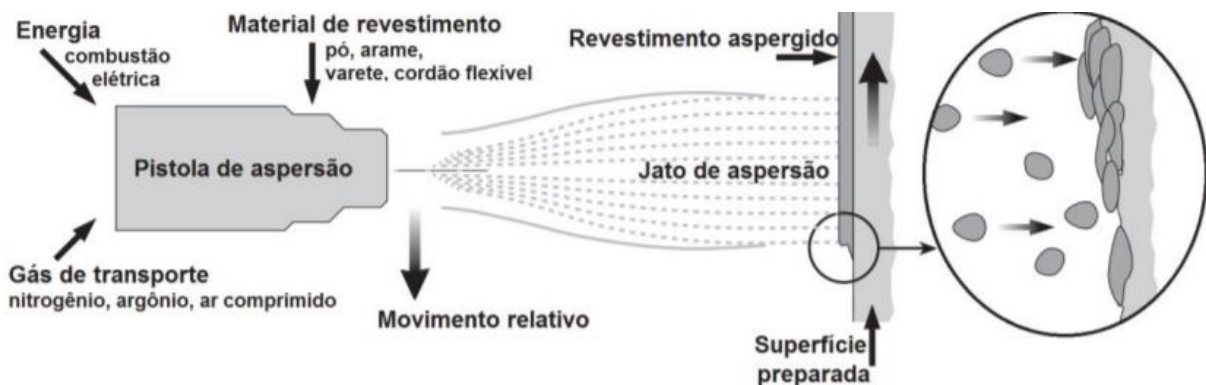 Energia
combustão
elétrica
Material de revestimento
pó, arame,
varete, cordão flexível
Revestimento aspergido
Pistola de aspersão
Jato de aspersão
Gás de transporte
nitrogênio, argônio, ar comprimido
Movimento relativo
Superfície
preparada